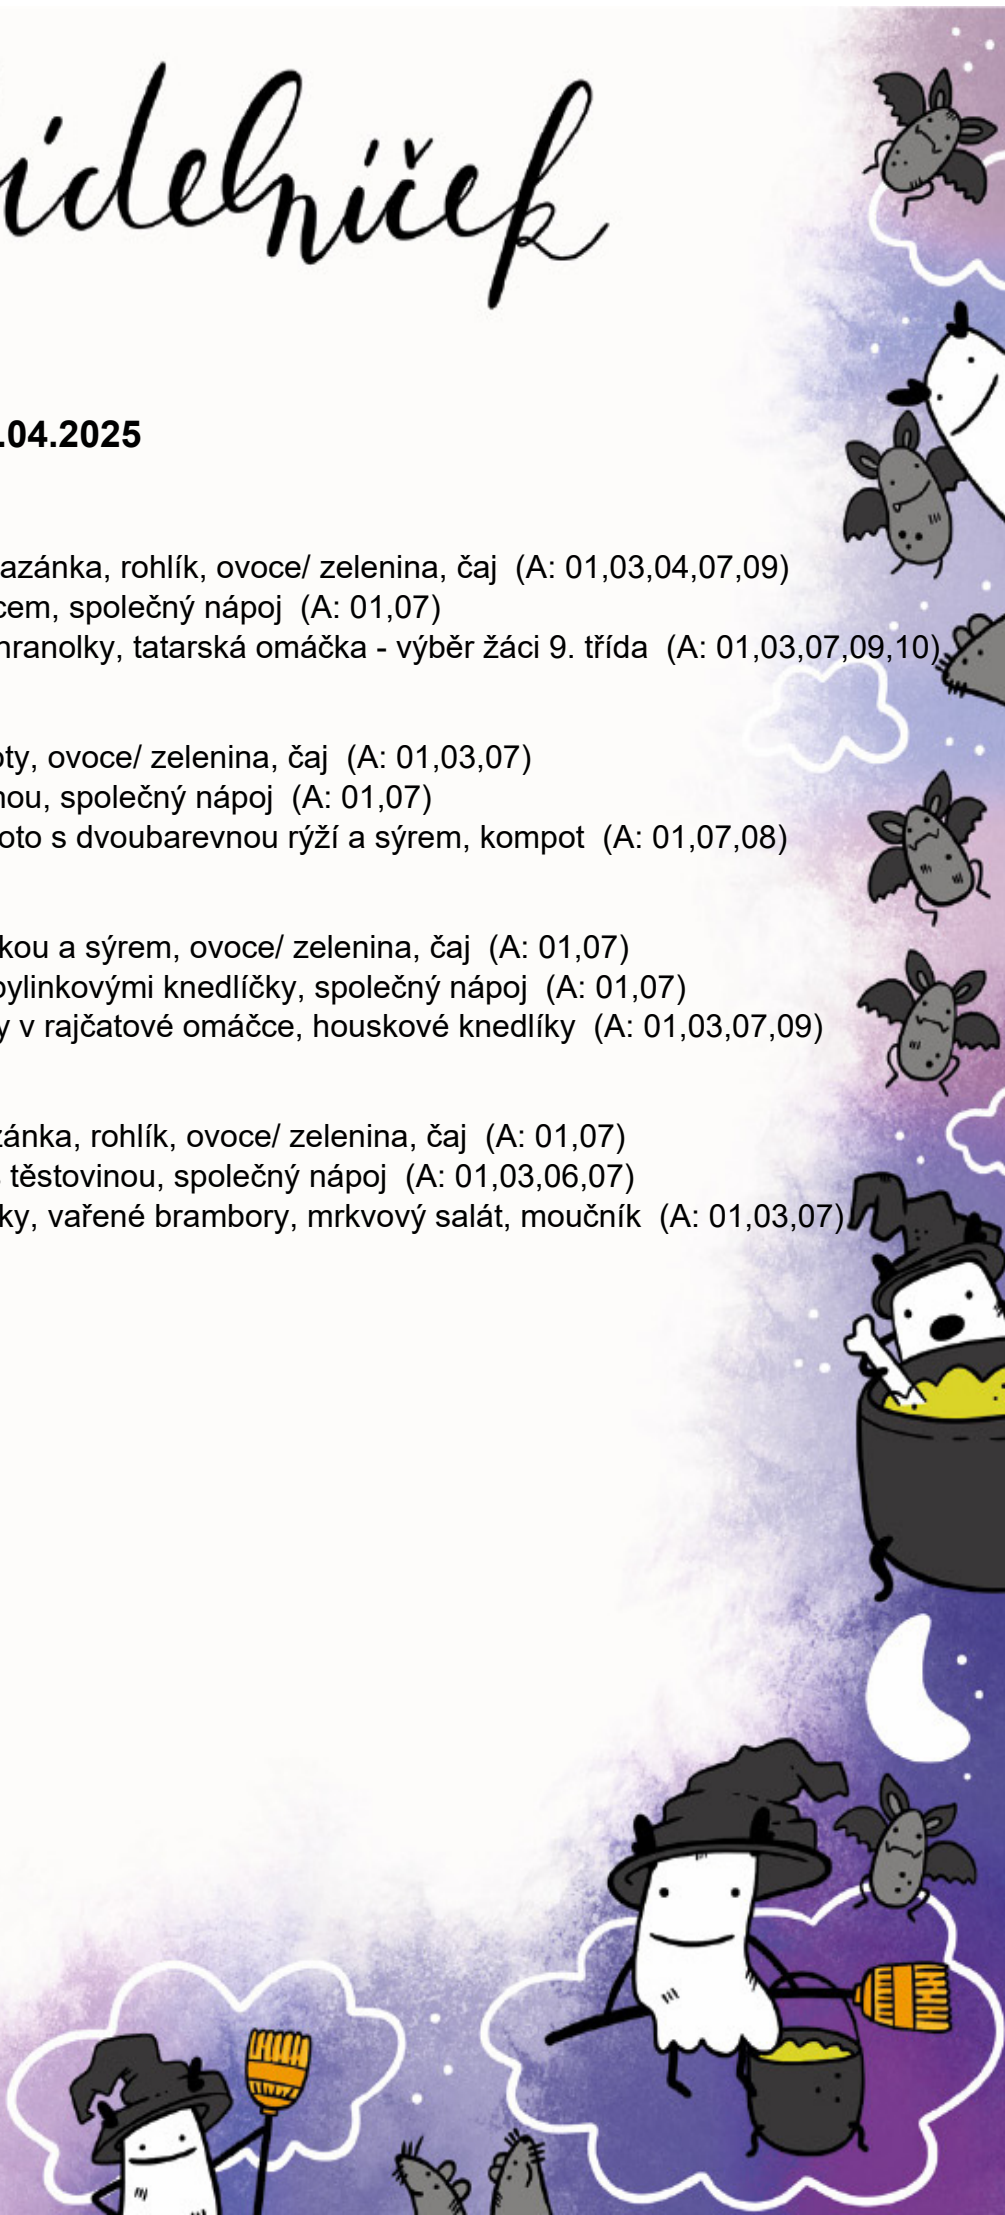 ídelníček
.04.2025
azánka, rohlík, ovoce/ zelenina, čaj (A: 01,03,04,07,09)
cem, společný nápoj (A: 01,07)
hranolky, tatarská omáčka - výběr žáci 9. třída (A: 01,03,07,09,10)
oty, ovoce/ zelenina, čaj (A: 01,03,07)
nou, společný nápoj (A: 01,07)
oto s dvoubarevnou rýží a sýrem, kompot (A: 01,07,08)
kou a sýrem, ovoce/ zelenina, čaj (A: 01,07)
bylinkovými knedlíčky, společný nápoj (A: 01,07)
y v rajčatové omáčce, houskové knedlíky (A: 01,03,07,09)
zánka, rohlík, ovoce/ zelenina, čaj (A: 01,07)
s těstovinou, společný nápoj (A: 01,03,06,07)
ky, vařené brambory, mrkvový salát, moučník (A: 01,03,07)